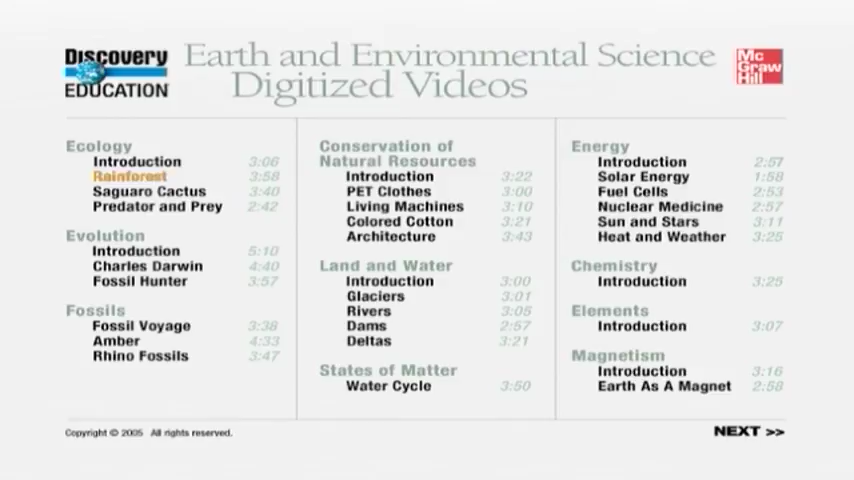 Discovery
EDUCATION
Earth and Environmental Science
Digitized Videos
Mc
Graw
Hill
Ecology
Introduction 3:06
Rainforest 3:58
Saguaro Cactus 3:40
Predator and Prey 2:42
Evolution
Introduction 5:10
Charles Darwin 4:40
Fossil Hunter 3:57
Fossils
Fossil Voyage 3:38
Amber 4:33
Rhino Fossils 3:47
Conservation of
Natural Resources
Introduction 3:22
PET Clothes 3:00
Living Machines 3:10
Colored Cotton 3:21
Architecture 3:43
Land and Water
Introduction 3:00
Glaciers 3:01
Rivers 3:05
Dams 2:57
Deltas 3:21
States of Matter
Water Cycle 3:50
Energy
Introduction 2:57
Solar Energy 1:58
Fuel Cells 2:53
Nuclear Medicine 2:57
Sun and Stars 3:11
Heat and Weather 3:25
Chemistry
Introduction 3:25
Elements
Introduction 3:07
Magnetism
Introduction 3:16
Earth As A Magnet 2:58
Copyright © 2005 All rights reserved.
NEXT >>